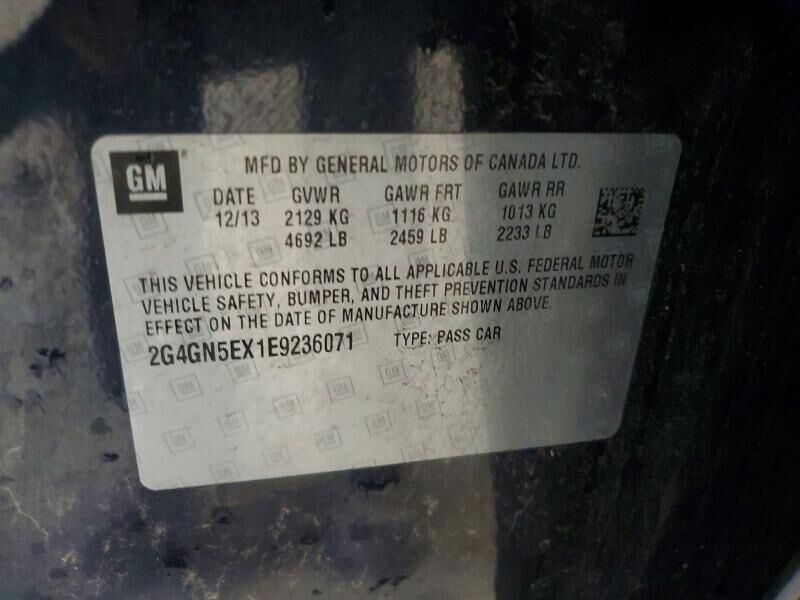 GM
MFD BY GENERAL MOTORS OF CANADA LTD.
DATE GVWR GAWR FRT GAWR RR
12/13 2129 KG 1116 KG 1013 KG
4692 LB 2459 LB 2233 LB
THIS VEHICLE CONFORMS TO ALL APPLICABLE U.S. FEDERAL MOTOR
VEHICLE SAFETY, BUMPER, AND THEFT PREVENTION STANDARDS IN
EFFECT ON THE DATE OF MANUFACTURE SHOWN ABOVE.
2G4GN5EX1E9236071 TYPE: PASS CAR